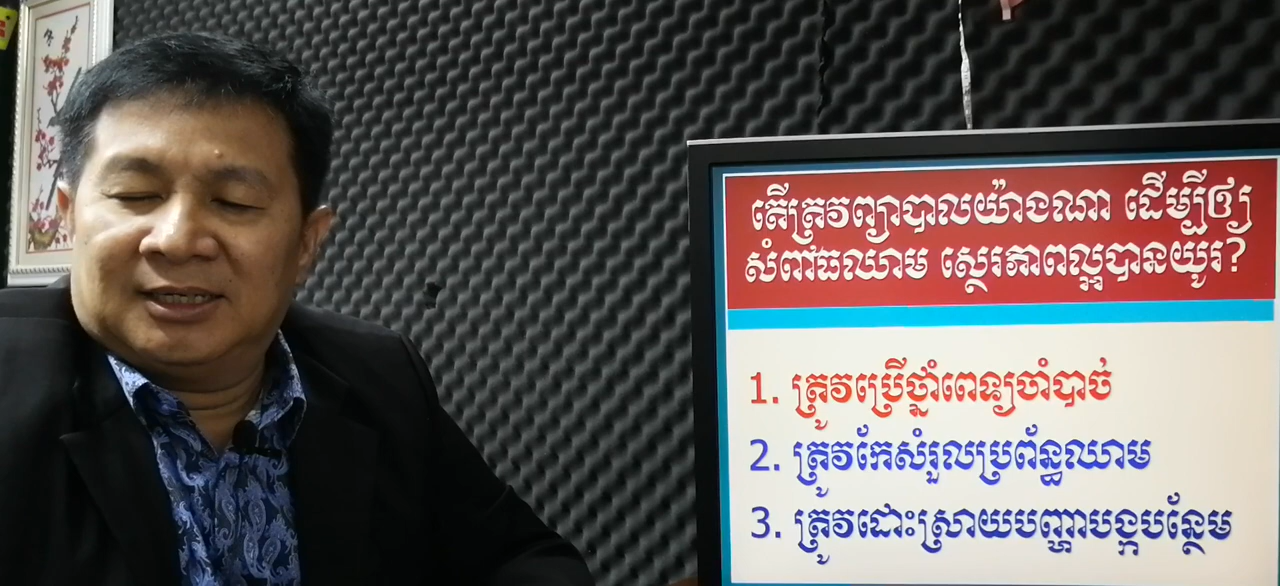 តើត្រូវព្យាបាលយ៉ាងណា ដើម្បីឲ្យ
សំពាធឈាម ស្ថេរភាពល្អបានយូរ?
1. ត្រូវប្រើថ្នាំពេទ្យចាំបាច់
2. ត្រូវកែសំរួលប្រព័ន្ធឈាម
3. ត្រូវដោះស្រាយបញ្ហាបង្កបន្ថែម